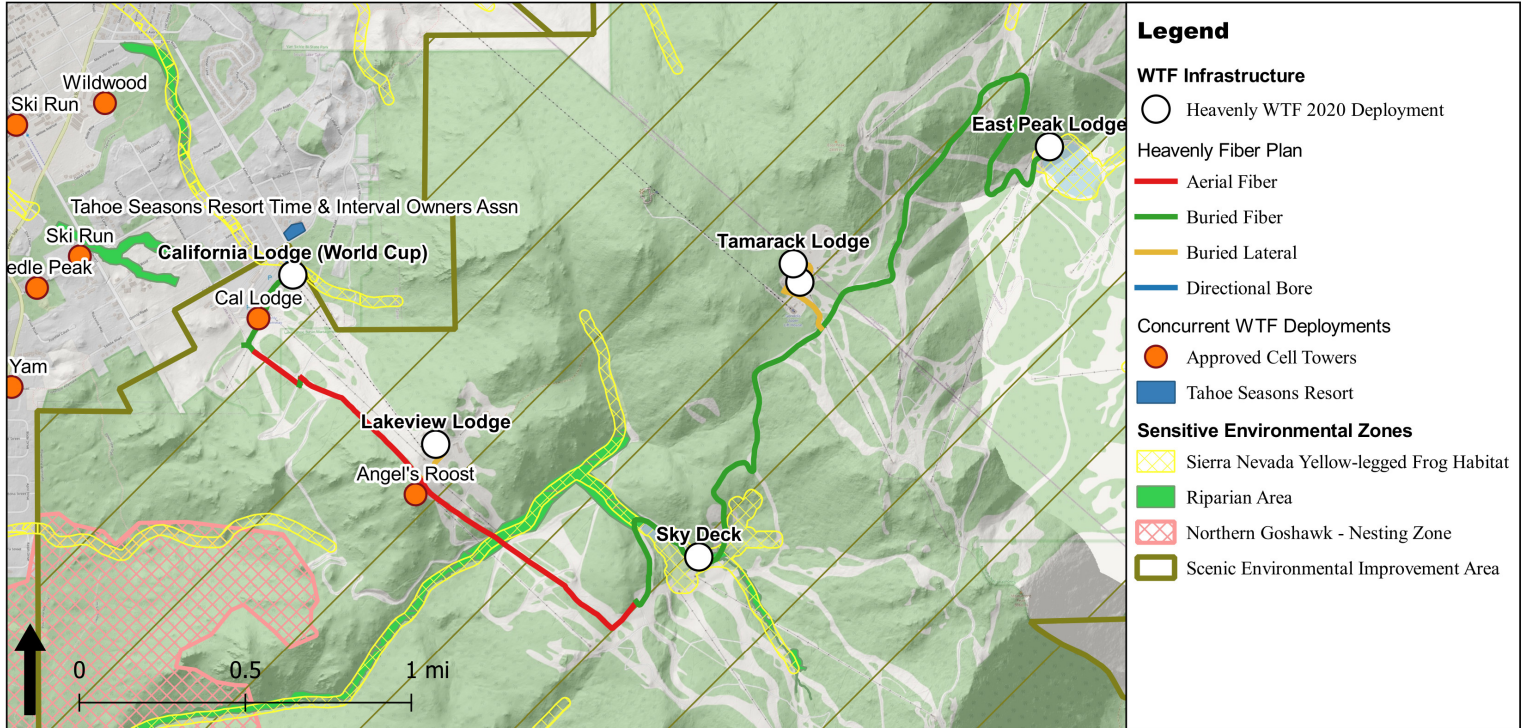 Wildwood
Ski Run
East Peak Lodge
Tahoe Seasons Resort Time & Interval Owners Assn
Ski Run
California Lodge (World Cup)
Tamarack Lodge
edle Peak
Cal Lodge
Yam
Lakeview Lodge
Angel's Roost
Sky Deck
0 0.5 1 mi
Legend
WTF Infrastructure
Heavenly WTF 2020 Deployment
Heavenly Fiber Plan
Aerial Fiber
Buried Fiber
Buried Lateral
Directional Bore
Concurrent WTF Deployments
Approved Cell Towers
Tahoe Seasons Resort
Sensitive Environmental Zones
Sierra Nevada Yellow-legged Frog Habitat
Riparian Area
Northern Goshawk - Nesting Zone
Scenic Environmental Improvement Area